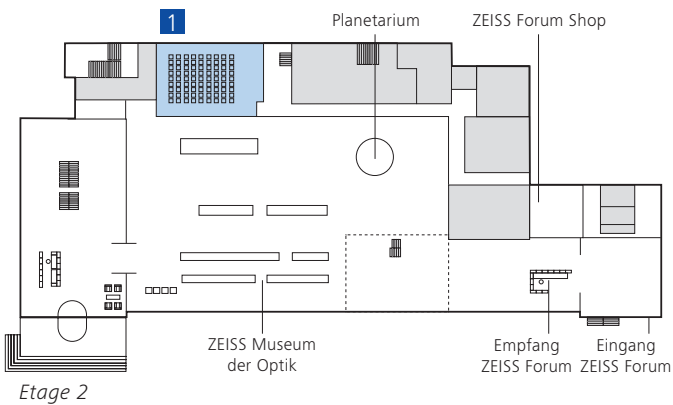 1
Planetarium
ZEISS Forum Shop
ZEISS Museum
der Optik
Empfang
ZEISS Forum
Eingang
ZEISS Forum
Etage 2